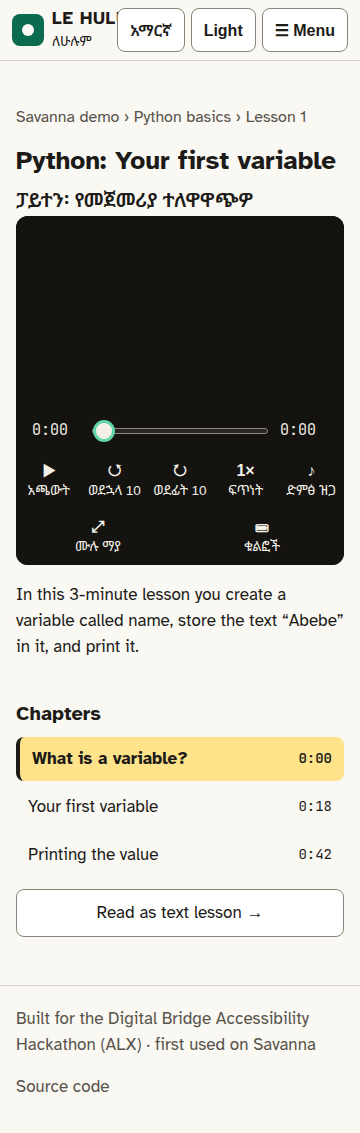 LE HUL
ለሁሉም
አማርኛ
Light
☰ Menu
Savanna demo › Python basics › Lesson 1
Python: Your first variable
ፓይተን፡ የመጀመሪያ ተለዋዋጭዎ
0:00
0:00
አጫውት
ወደኋላ 10
ወደፊት 10
1×
ፍጥነት
ድምፅ ዝጋ
ሙሉ ማያ
ቁልፎች
In this 3-minute lesson you create a
variable called name, store the text “Abebe”
in it, and print it.
Chapters
What is a variable? 0:00
Your first variable 0:18
Printing the value 0:42
Read as text lesson →
Built for the Digital Bridge Accessibility
Hackathon (ALX) · first used on Savanna
Source code